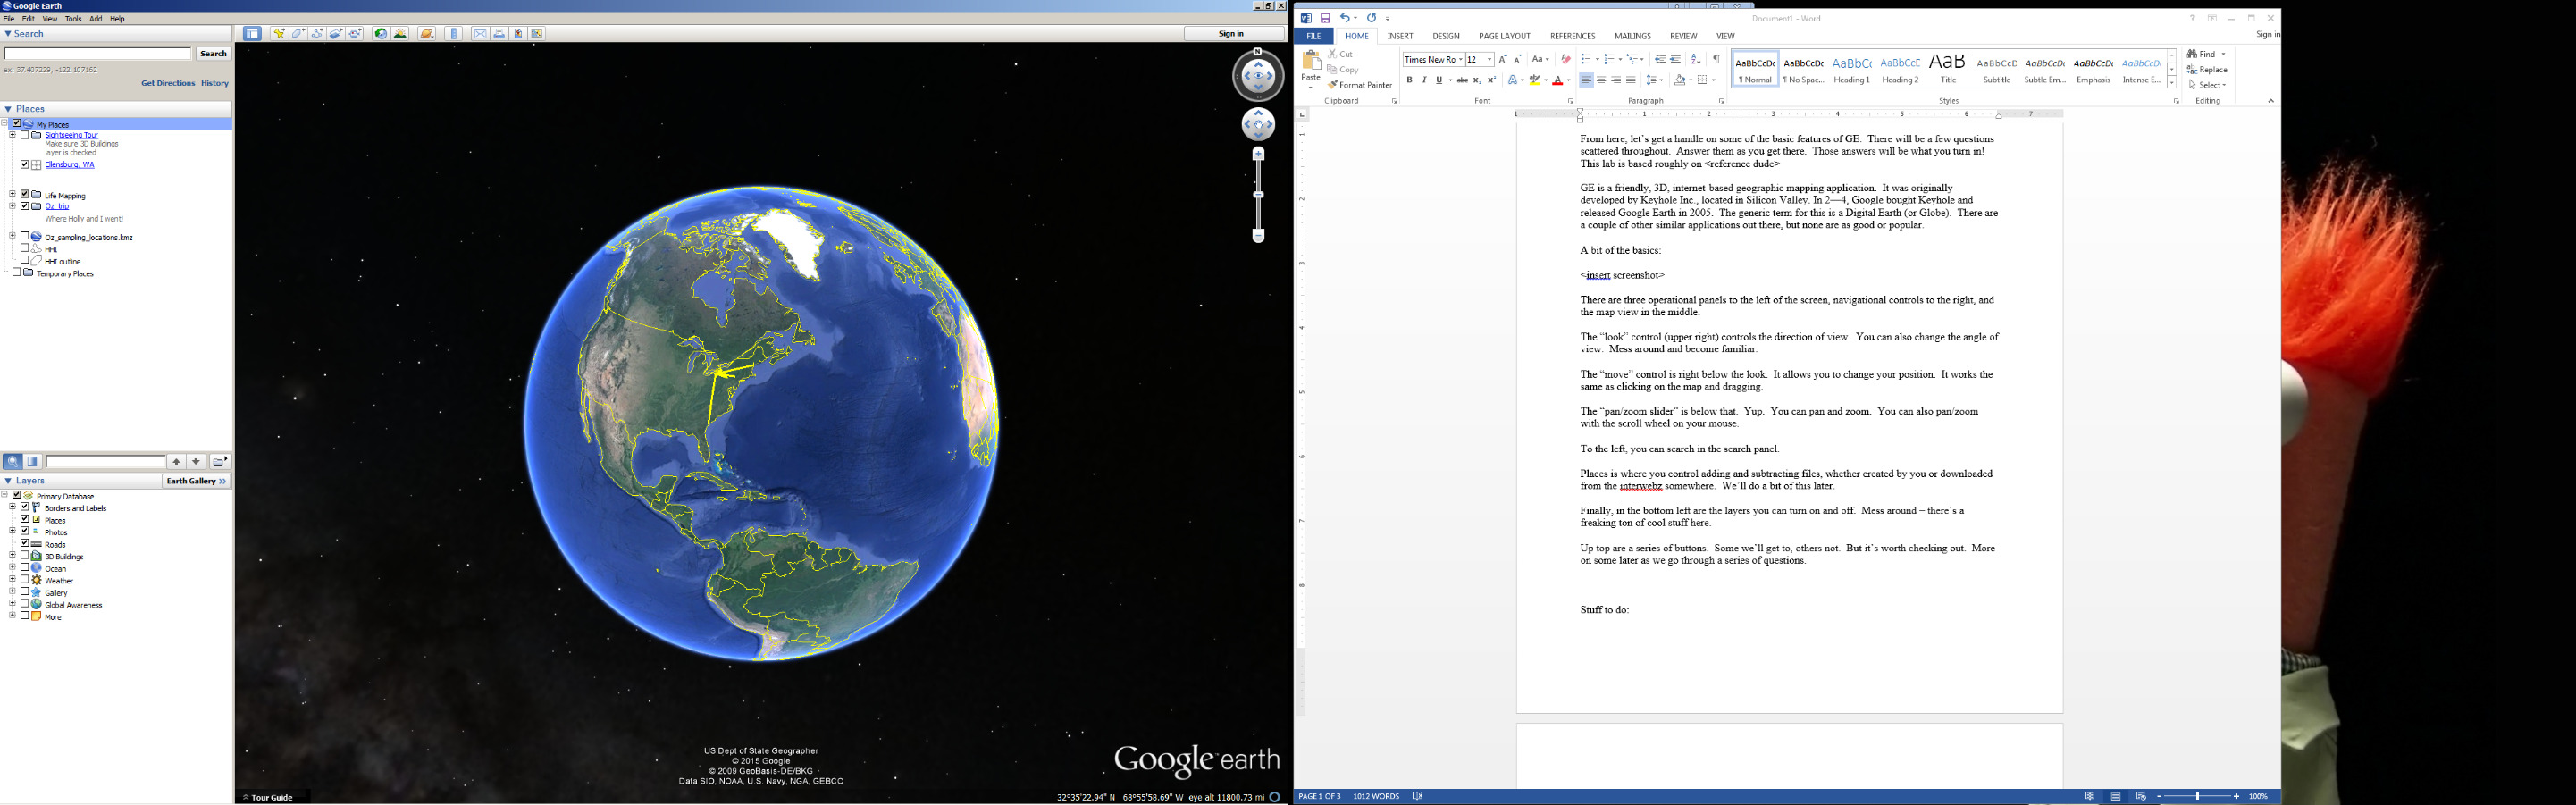 Google Earth
File Edit View Tools Add Help
Search
Search
ex: 37.407229, -122.107162
Get Directions History
Places
My Places
Sightseeing Tour
Make sure 3D Buildings
layer is checked
Ellensburg, WA
Life Mapping
Oz_trip
Where Holly and I went!
Oz_sampling_locations.kmz
HHI
HHI outline
Temporary Places
Layers
Earth Gallery >>
Primary Database
Borders and Labels
Places
Photos
Roads
3D Buildings
Ocean
Weather
Gallery
Global Awareness
More
Sign in
N
US Dept of State Geographer
© 2015 Google
© 2009 GeoBasis-DE/BKG
Data SIO, NOAA, U.S. Navy, NGA, GEBCO
Google earth
Tour Guide
32°35'22.94" N 68°55'58.69" W eye alt 11800.73 mi
Document1 - Word
FILE HOME INSERT DESIGN PAGE LAYOUT REFERENCES MAILINGS REVIEW VIEW
Sign in
Paste
Cut
Copy
Format Painter
Clipboard
Times New Ro 12
Font
Paragraph
AaBbCcDc AaBbCcDc AaBbCc AaBbCcE AaBl AaBbCcD AaBbCcDc AaBbCcDc AaBbCcDc
¶ Normal ¶ No Spac... Heading 1 Heading 2 Title Subtitle Subtle Em... Emphasis Intense E...
Styles
Find
Replace
Select
Editing
From here, let's get a handle on some of the basic features of GE. There will be a few questions
scattered throughout. Answer them as you get there. Those answers will be what you turn in!
This lab is based roughly on <reference dude>
GE is a friendly, 3D, internet-based geographic mapping application. It was originally
developed by Keyhole Inc., located in Silicon Valley. In 2—4, Google bought Keyhole and
released Google Earth in 2005. The generic term for this is a Digital Earth (or Globe). There are
a couple of other similar applications out there, but none are as good or popular.
A bit of the basics:
<insert screenshot>
There are three operational panels to the left of the screen, navigational controls to the right, and
the map view in the middle.
The “look” control (upper right) controls the direction of view. You can also change the angle of
view. Mess around and become familiar.
The “move” control is right below the look. It allows you to change your position. It works the
same as clicking on the map and dragging.
The “pan/zoom slider” is below that. Yup. You can pan and zoom. You can also pan/zoom
with the scroll wheel on your mouse.
To the left, you can search in the search panel.
Places is where you control adding and subtracting files, whether created by you or downloaded
from the interwebz somewhere. We'll do a bit of this later.
Finally, in the bottom left are the layers you can turn on and off. Mess around – there's a
freaking ton of cool stuff here.
Up top are a series of buttons. Some we'll get to, others not. But it's worth checking out. More
on some later as we go through a series of questions.
Stuff to do:
PAGE 1 OF 3 1012 WORDS
100%